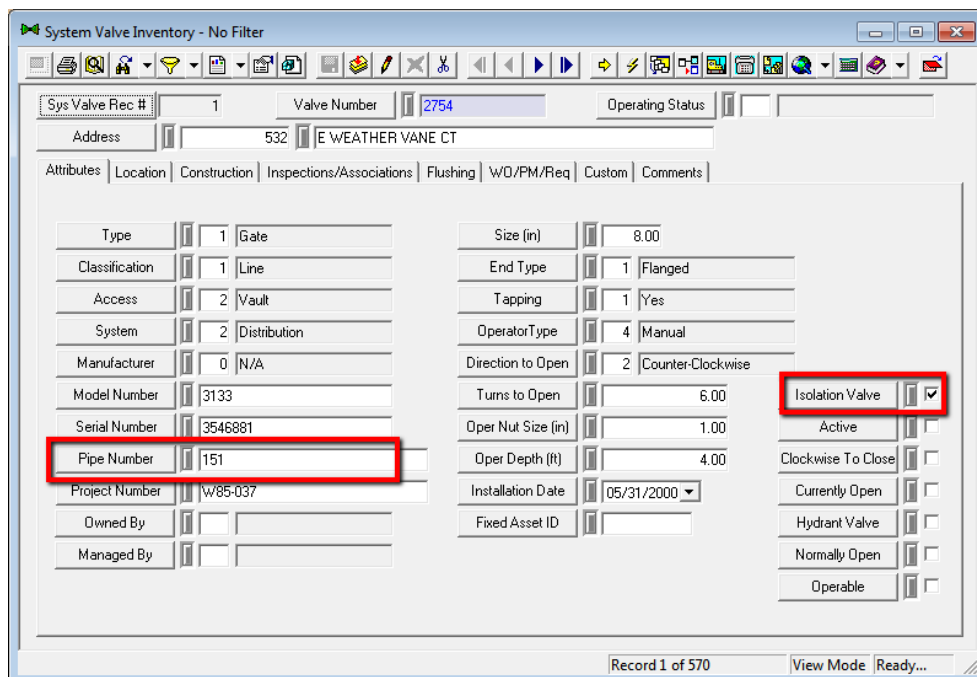 System Valve Inventory - No Filter
Sys Valve Rec # 1 Valve Number 2754 Operating Status
Address 532 E WEATHER VANE CT
Attributes Location Construction Inspections/Associations Flushing WO/PM/Req Custom Comments
Type 1 Gate Size (in) 8.00
Classification 1 Line End Type 1 Flanged
Access 2 Vault Tapping 1 Yes
System 2 Distribution OperatorType 4 Manual
Manufacturer 0 N/A Direction to Open 2 Counter-Clockwise
Model Number 3133 Turns to Open 6.00 Isolation Valve
Serial Number 3546881 Oper Nut Size (in) 1.00 Active
Pipe Number 151 Oper Depth (ft) 4.00 Clockwise To Close
Project Number W85-037 Installation Date 05/31/2000 Currently Open
Owned By Fixed Asset ID Hydrant Valve
Managed By Normally Open
Operable
Record 1 of 570 View Mode Ready...